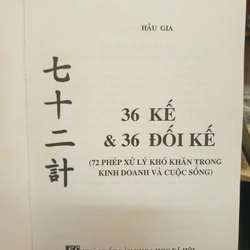 HẦU GIA
七十二計
36 KẾ
& 36 ĐỐI KẾ
(72 PHÉP XỬ LÝ KHÓ KHĂN TRONG
KINH DOANH VÀ CUỘC SỐNG)